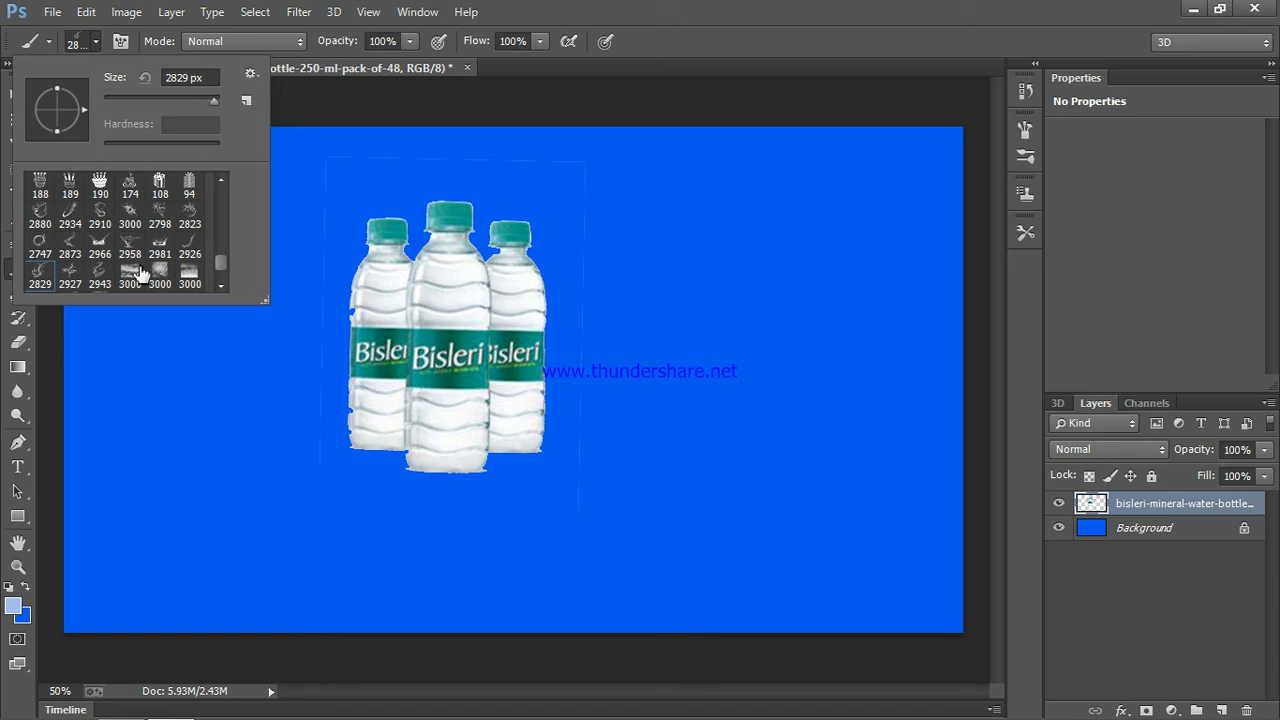 Ps File Edit Image Layer Type Select Filter 3D View Window Help
28... Mode: Normal Opacity: 100% Flow: 100% 3D
ottle-250-ml-pack-of-48, RGB/8) * ×
Size: 2829 px
Hardness:
188 189 190 174 108 94
2880 2934 2910 3000 2798 2823
2747 2873 2966 2958 2981 2926
2829 2927 2943 3000 3000 3000
Properties
No Properties
Bisleri Bisleri Bisleri
www.thundershare.net
3D Layers Channels
Kind
Normal Opacity: 100%
Lock: Fill: 100%
bisleri-mineral-water-bottle...
Background
50% Doc: 5.93M/2.43M
Timeline